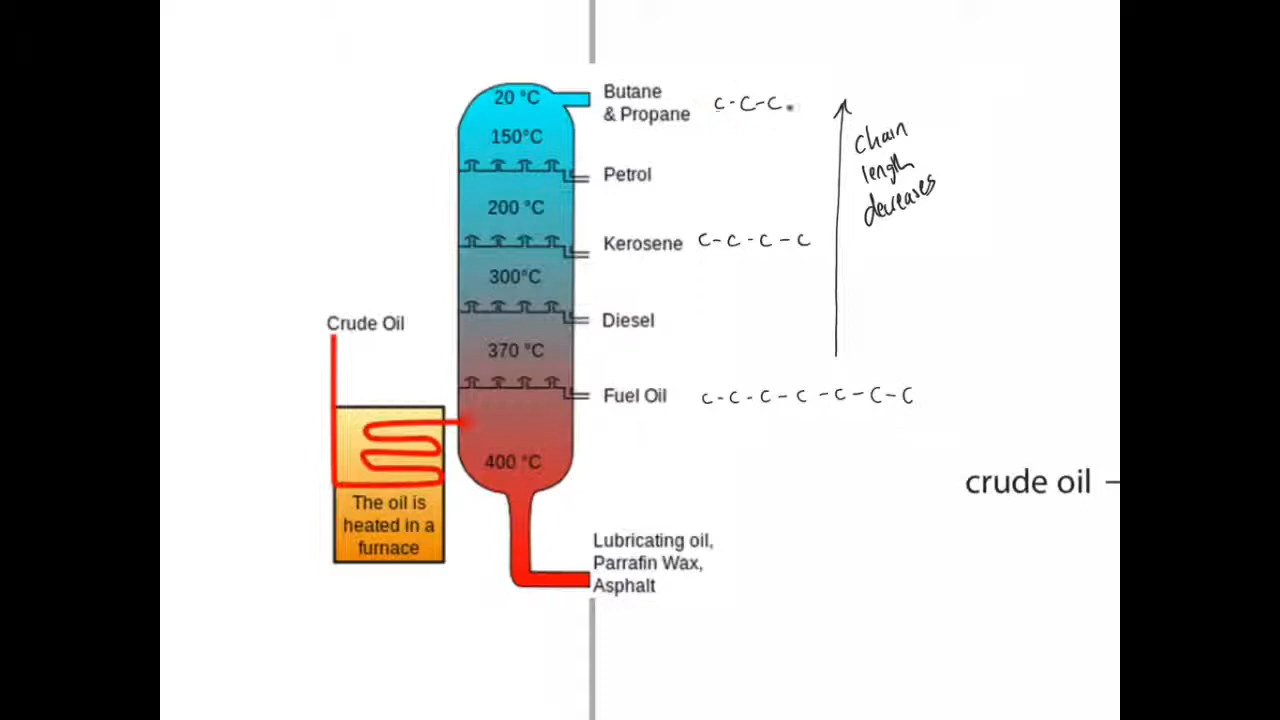 20 °C
Butane
& Propane
C-C-C
150°C
chain
length
decreases
Petrol
200 °C
Kerosene
C-C-C-C
300°C
Crude Oil
Diesel
370 °C
Fuel Oil
C-C-C-C-C-C-C
400 °C
crude oil
The oil is
heated in a
furnace
Lubricating oil,
Parrafin Wax,
Asphalt